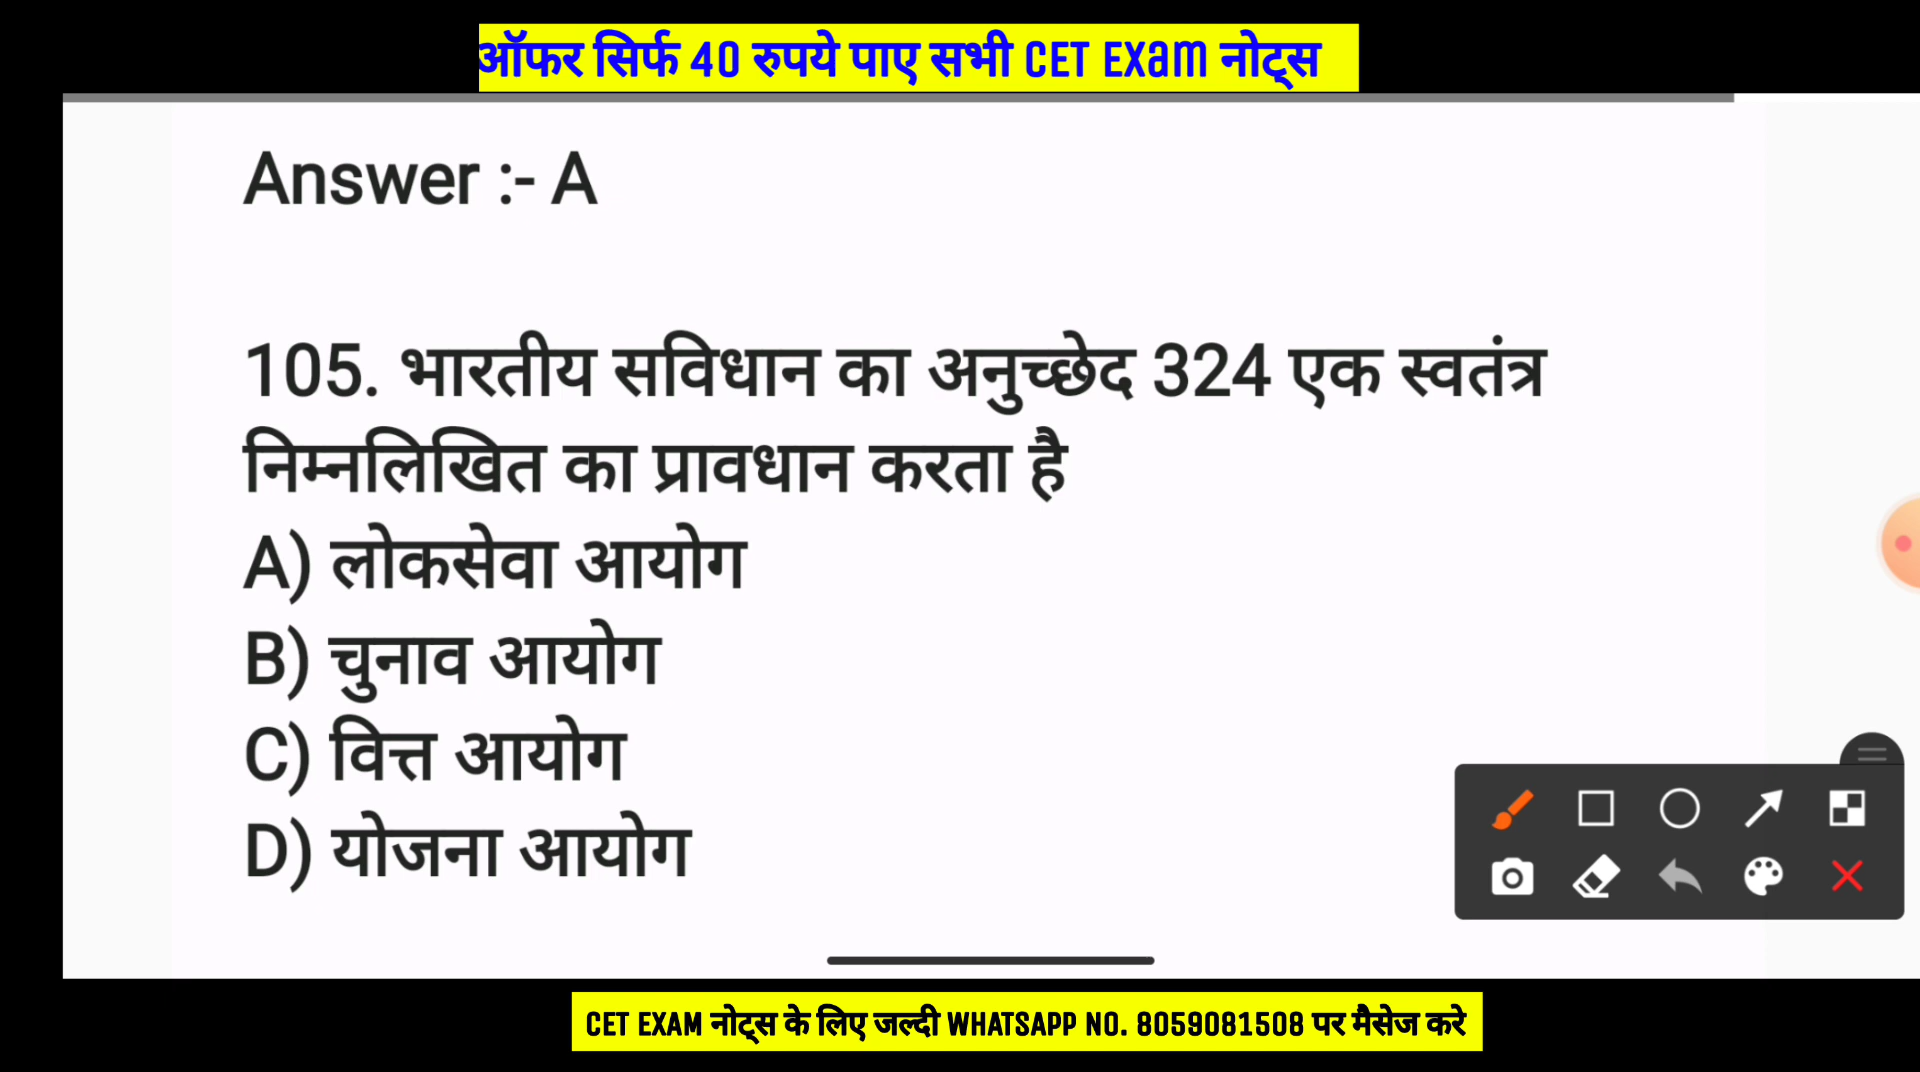 ऑफर सिर्फ 40 रुपये पाए सभी CET Exam नोट्स
Answer :- A
105. भारतीय सविधान का अनुच्छेद 324 एक स्वतंत्र
निम्नलिखित का प्रावधान करता है
A) लोकसेवा आयोग
B) चुनाव आयोग
C) वित्त आयोग
D) योजना आयोग
CET EXAM नोट्स के लिए जल्दी WHATSAPP NO. 8059081508 पर मैसेज करे